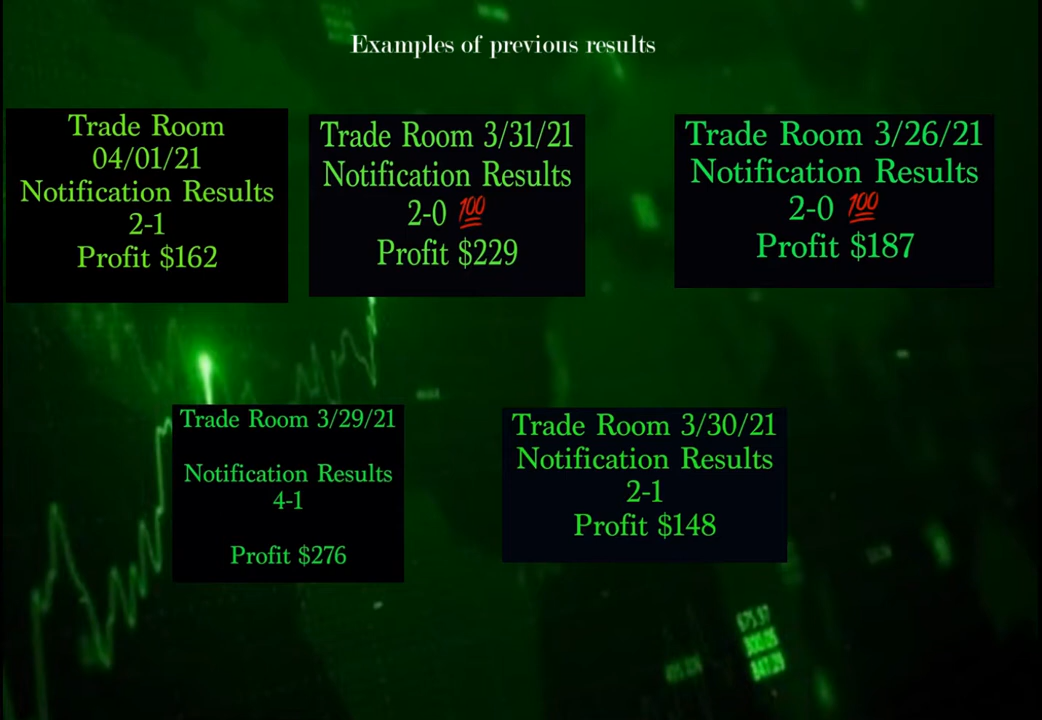 Examples of previous results
Trade Room
04/01/21
Notification Results
2-1
Profit $162
Trade Room 3/31/21
Notification Results
2-0 💯
Profit $229
Trade Room 3/26/21
Notification Results
2-0 💯
Profit $187
Trade Room 3/29/21
Notification Results
4-1
Profit $276
Trade Room 3/30/21
Notification Results
2-1
Profit $148